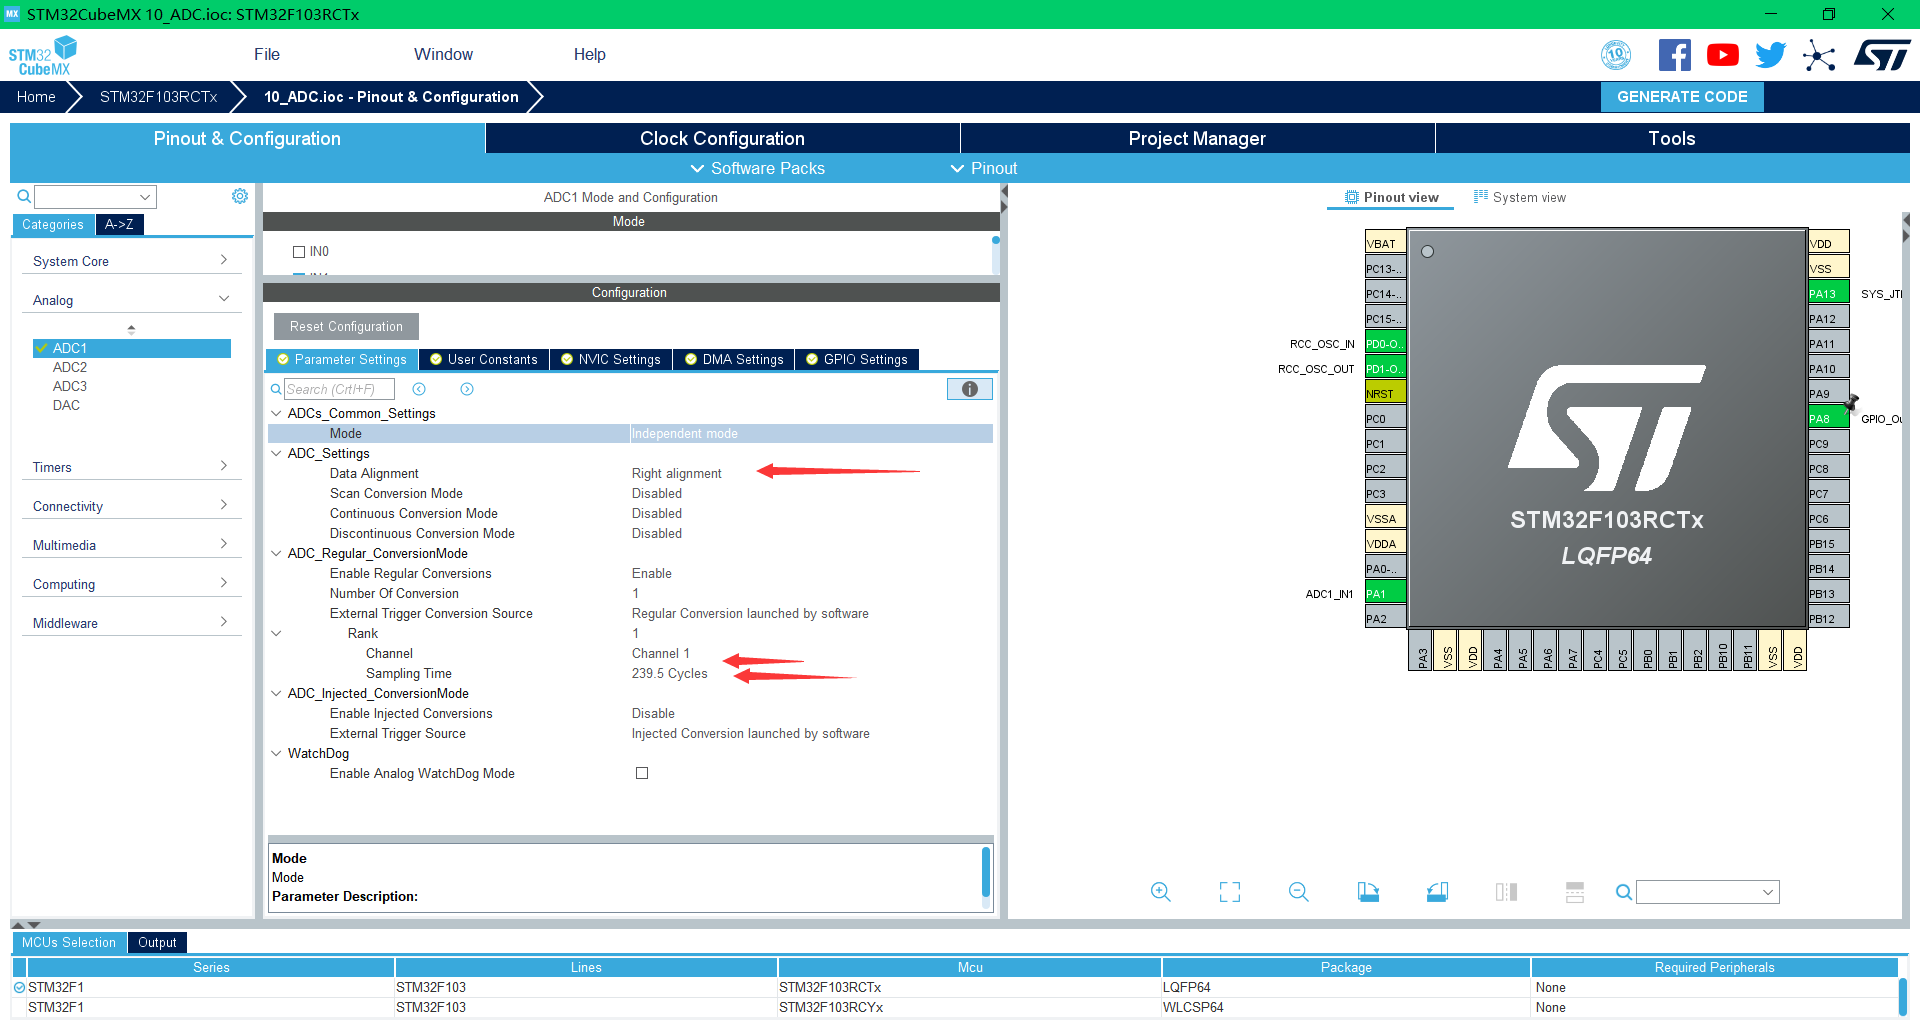 MX STM32CubeMX 10_ADC.ioc: STM32F103RCTx
STM32 CubeMX
File Window Help
10
Home STM32F103RCTx 10_ADC.ioc - Pinout & Configuration GENERATE CODE
Pinout & Configuration Clock Configuration Project Manager Tools
Software Packs Pinout
Categories A->Z
System Core
Analog
ADC1
ADC2
ADC3
DAC
Timers
Connectivity
Multimedia
Computing
Middleware
ADC1 Mode and Configuration
Mode
IN0
Configuration
Reset Configuration
Parameter Settings User Constants NVIC Settings DMA Settings GPIO Settings
Search (Crtl+F)
ADCs_Common_Settings
Mode Independent mode
ADC_Settings
Data Alignment Right alignment
Scan Conversion Mode Disabled
Continuous Conversion Mode Disabled
Discontinuous Conversion Mode Disabled
ADC_Regular_ConversionMode
Enable Regular Conversions Enable
Number Of Conversion 1
External Trigger Conversion Source Regular Conversion launched by software
Rank 1
Channel Channel 1
Sampling Time 239.5 Cycles
ADC_Injected_ConversionMode
Enable Injected Conversions Disable
External Trigger Source Injected Conversion launched by software
WatchDog
Enable Analog WatchDog Mode
Mode
Mode
Parameter Description:
Pinout view System view
VBAT
PC13-..
PC14-..
PC15-..
RCC_OSC_IN PD0-O..
RCC_OSC_OUT PD1-O..
NRST
PC0
PC1
PC2
PC3
VSSA
VDDA
PA0-..
ADC1_IN1 PA1
PA2
STM32F103RCTx
LQFP64
VDD
VSS
PA13 SYS_JT
PA12
PA11
PA10
PA9
PA8 GPIO_Ou
PC9
PC8
PC7
PC6
PB15
PB14
PB13
PB12
PA3 VSS VDD PA4 PA5 PA6 PA7 PC4 PC5 PB0 PB1 PB2 PB10 PB11 VSS VDD
MCUs Selection Output
Series Lines Mcu Package Required Peripherals
STM32F1 STM32F103 STM32F103RCTx LQFP64 None
STM32F1 STM32F103 STM32F103RCYx WLCSP64 None